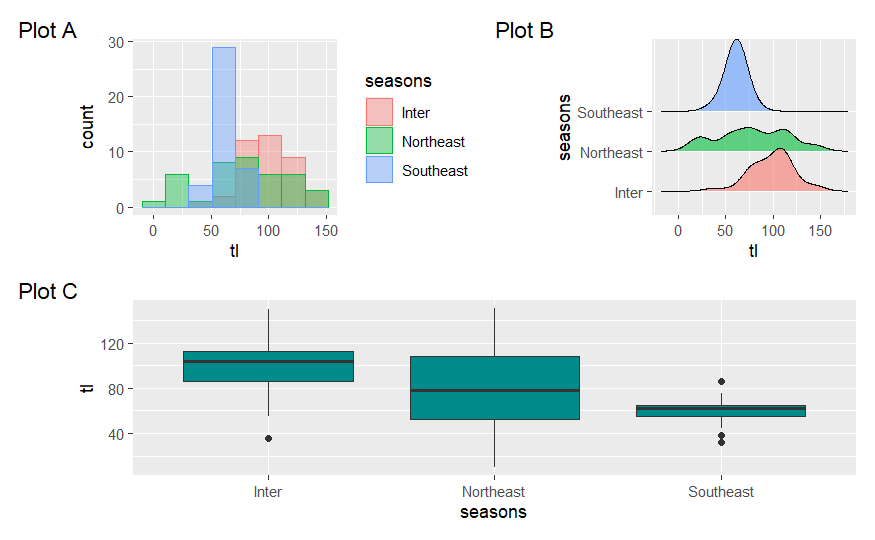 Plot A
count
30
20
10
0
0
50
100
150
tl
seasons
Inter
Northeast
Southeast
Plot B
seasons
Southeast
Northeast
Inter
0
50
100
150
tl
Plot C
tl
120
80
40
Inter
Northeast
Southeast
seasons